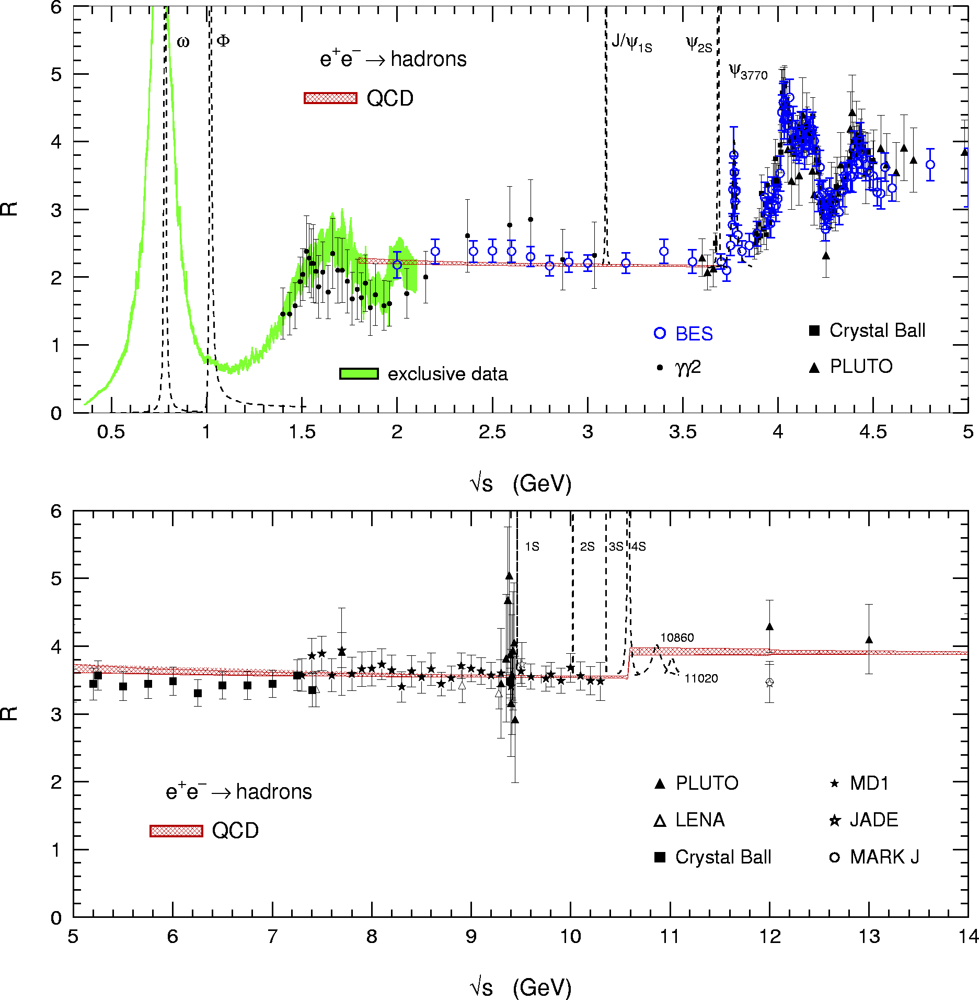 6
5
4
3
2
1
0
R
ω
Φ
J/ψ1S
ψ2S
ψ3770
e+e− → hadrons
QCD
exclusive data
BES
γγ2
Crystal Ball
PLUTO
0.5 1 1.5 2 2.5 3 3.5 4 4.5 5
√s (GeV)
6
5
4
3
2
1
0
R
1S
2S
3S
4S
10860
11020
e+e− → hadrons
QCD
PLUTO
LENA
Crystal Ball
MD1
JADE
MARK J
5 6 7 8 9 10 11 12 13 14
√s (GeV)